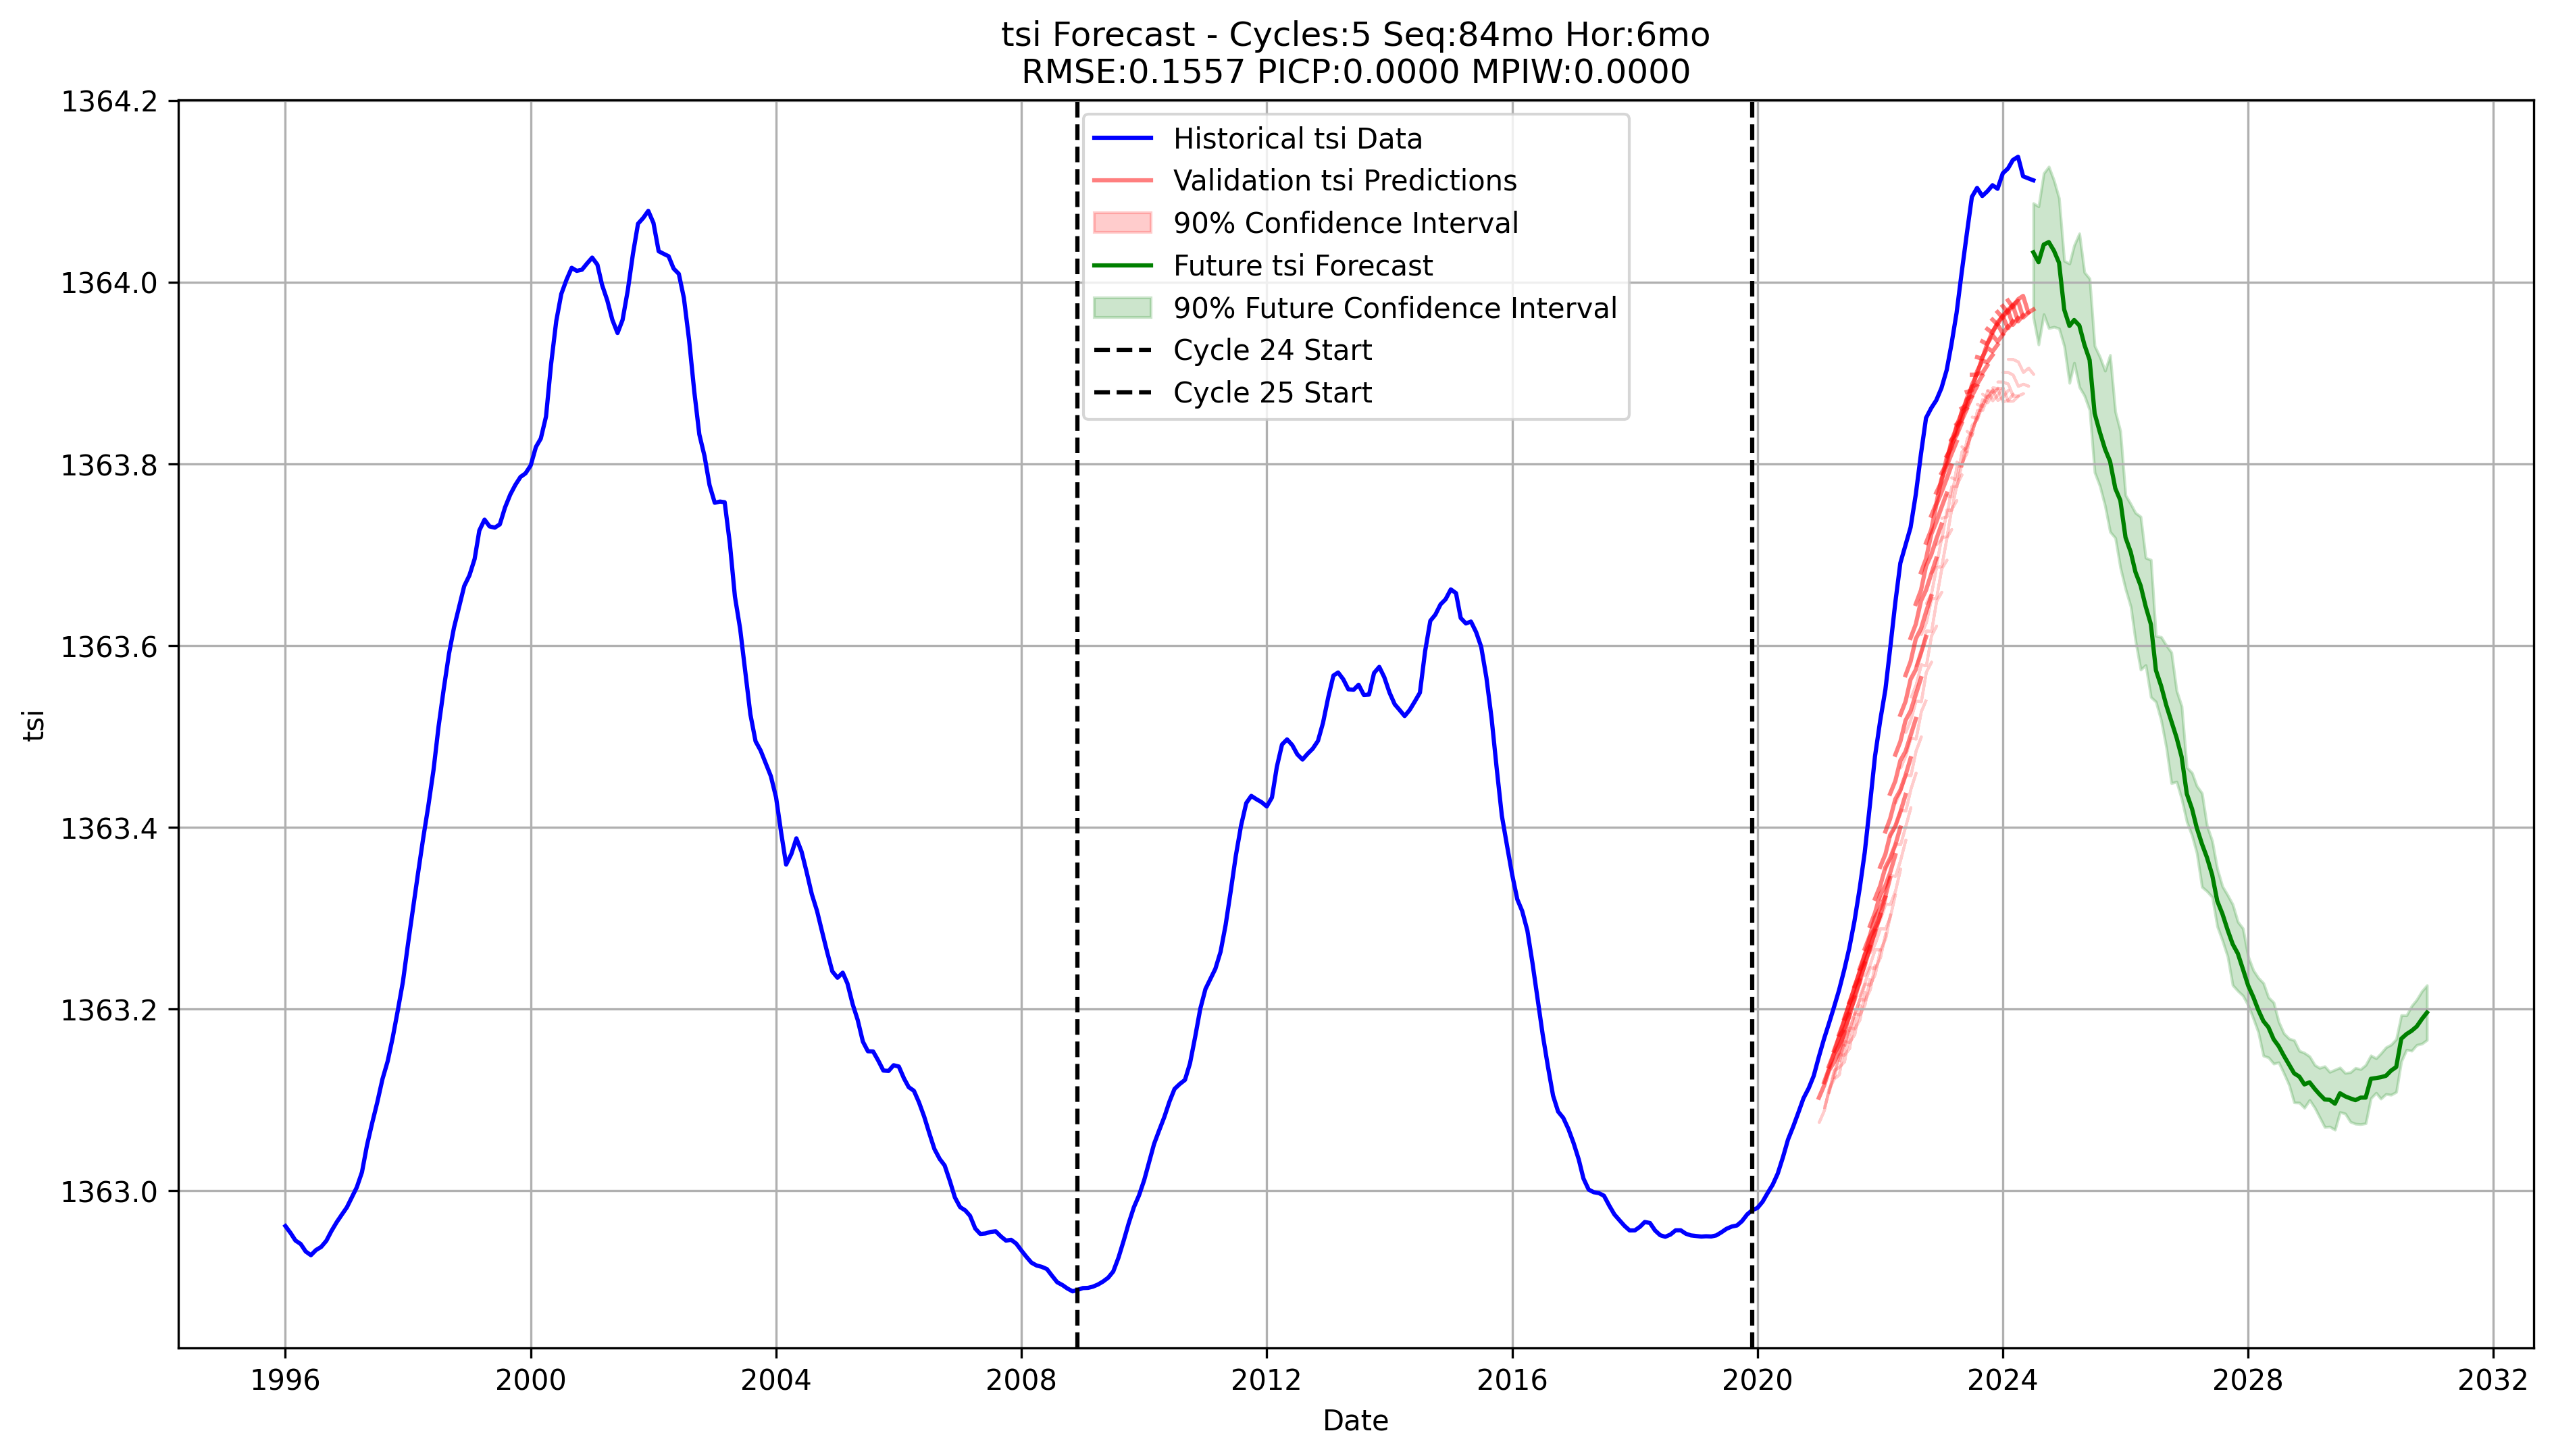 tsi Forecast - Cycles:5 Seq:84mo Hor:6mo
RMSE:0.1557 PICP:0.0000 MPIW:0.0000
1364.2
1364.0
1363.8
1363.6
1363.4
1363.2
1363.0
tsi
Historical tsi Data
Validation tsi Predictions
90% Confidence Interval
Future tsi Forecast
90% Future Confidence Interval
Cycle 24 Start
Cycle 25 Start
1996 2000 2004 2008 2012 2016 2020 2024 2028 2032
Date